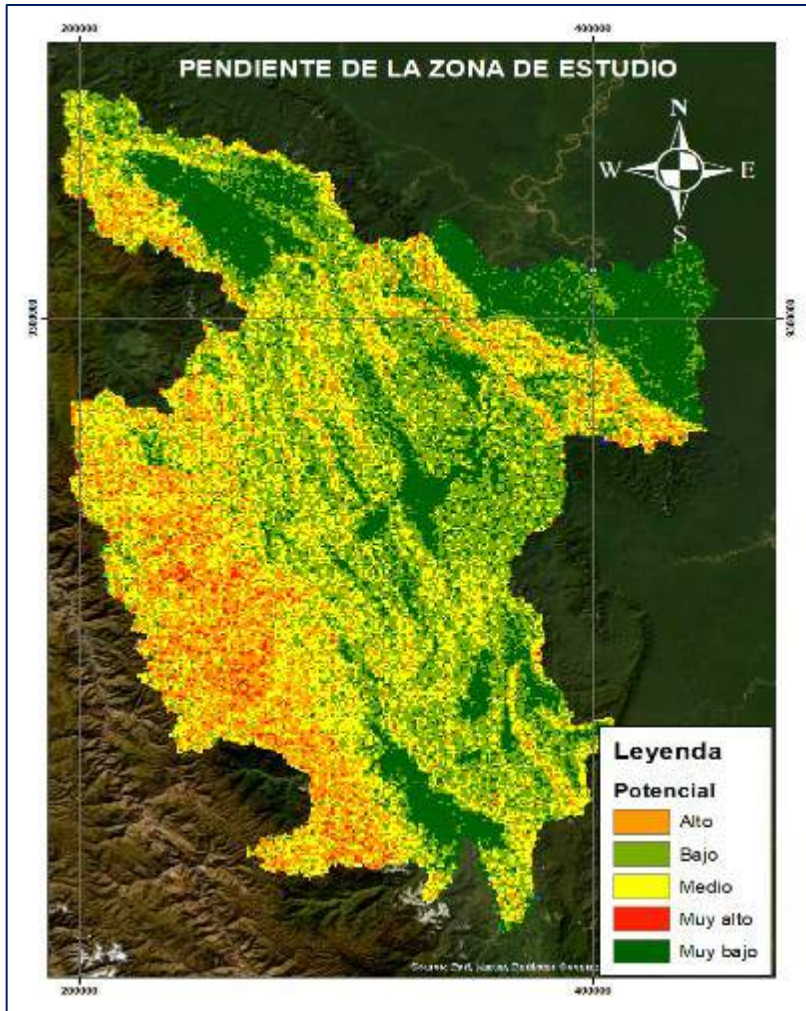 200000
400000
PENDIENTE DE LA ZONA DE ESTUDIO
N
W
E
S
Leyenda
Potencial
Alto
Bajo
Medio
Muy alto
Muy bajo
200000
400000